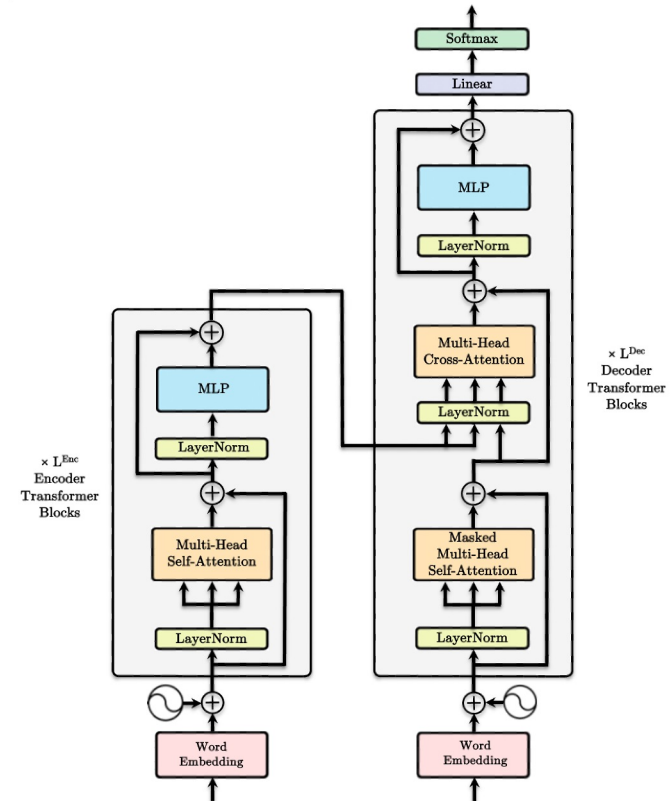 Softmax
Linear
MLP
LayerNorm
Multi-Head
Cross-Attention
LayerNorm
× L^Dec
Decoder
Transformer
Blocks
Masked
Multi-Head
Self-Attention
LayerNorm
Word
Embedding
MLP
LayerNorm
× L^Enc
Encoder
Transformer
Blocks
Multi-Head
Self-Attention
LayerNorm
Word
Embedding